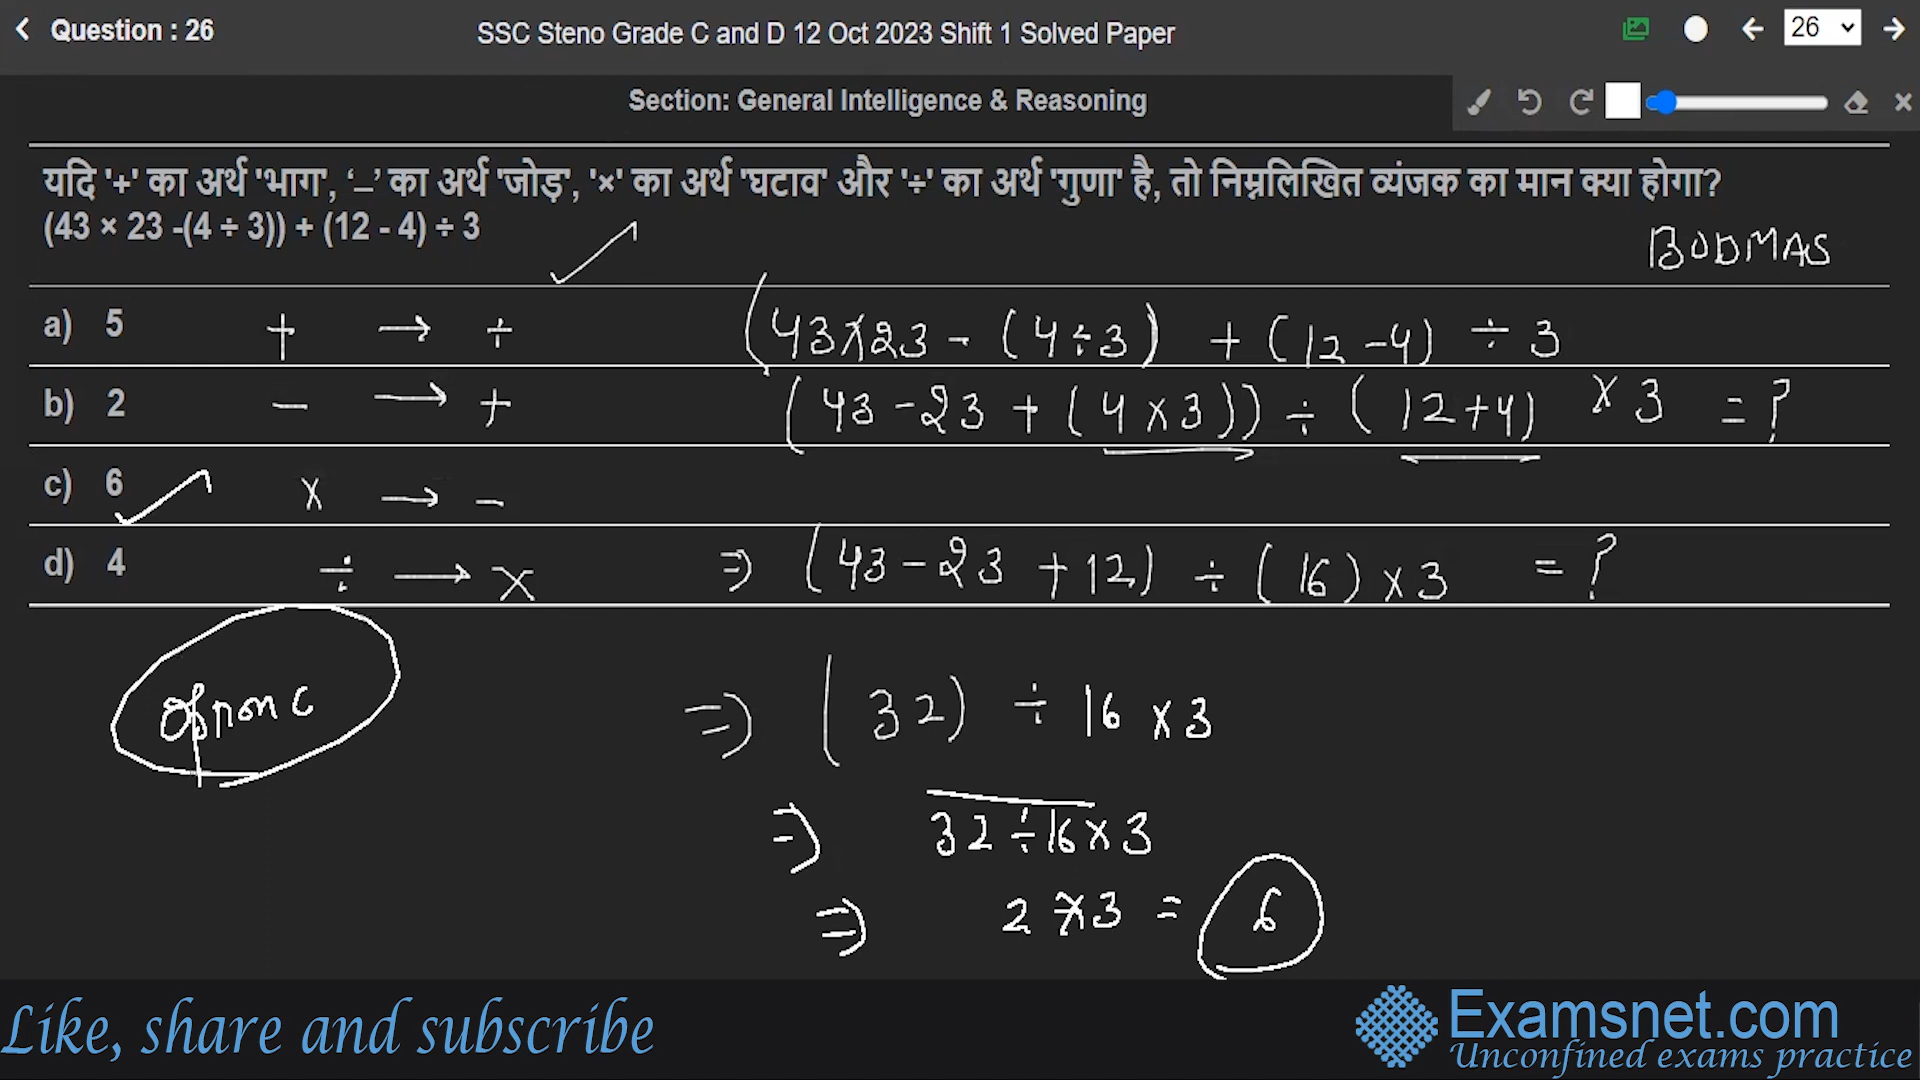 Question : 26
SSC Steno Grade C and D 12 Oct 2023 Shift 1 Solved Paper
26
Section: General Intelligence & Reasoning
यदि '+' का अर्थ 'भाग', ‘–’ का अर्थ 'जोड़', '×' का अर्थ 'घटाव' और '÷' का अर्थ 'गुणा' है, तो निम्नलिखित व्यंजक का मान क्या होगा?
(43 × 23 -(4 ÷ 3)) + (12 - 4) ÷ 3
BODMAS
a) 5
+ → ÷
(43×23 - (4÷3) + (12-4) ÷ 3
b) 2
- → +
(43-23 + (4×3)) ÷ (12+4) × 3 = ?
c) 6
× → -
d) 4
÷ → ×
⇒ (43-23 +12) ÷ (16) × 3 = ?
option c
⇒ (32) ÷ 16 × 3
⇒ 32÷16×3
⇒ 2×3 = 6
Like, share and subscribe
Examsnet.com
Unconfined exams practice